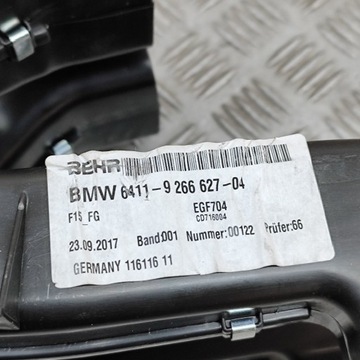 BEHR
BMW 6411-9 266 627-04
F15_FG EGF704
CD716004
23.09.2017 Band:001 Nummer:00122 Prüfer:66
GERMANY 116116 11